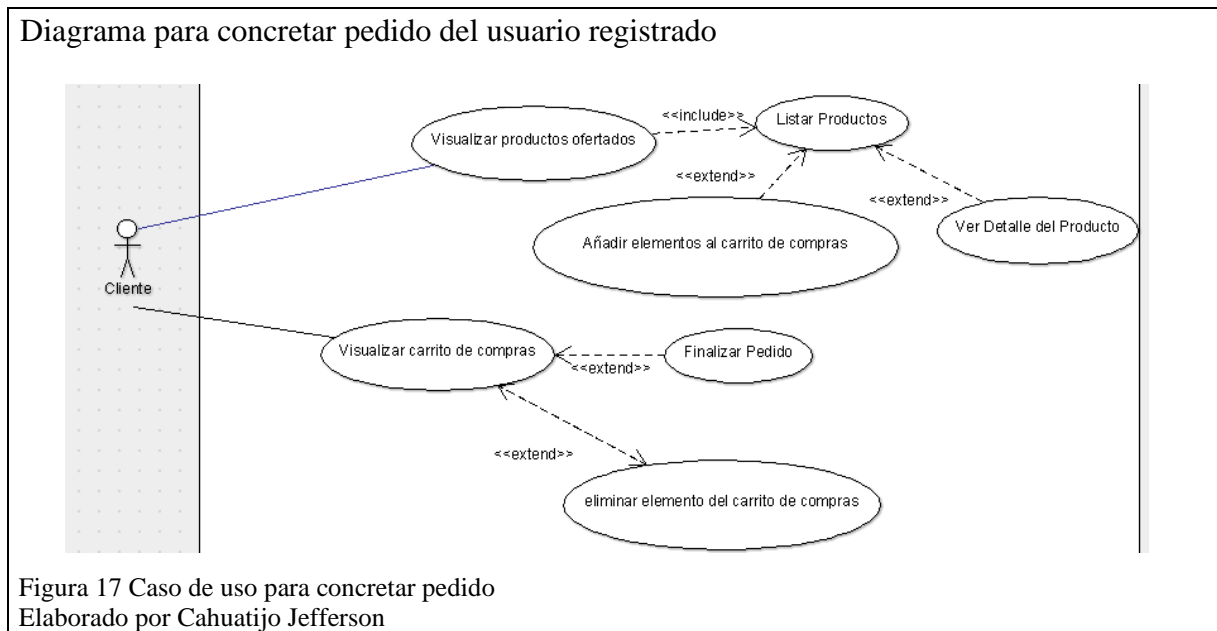 Diagrama para concretar pedido del usuario registrado
Visualizar productos ofertados
<<include>>
Listar Productos
<<extend>>
<<extend>>
Añadir elementos al carrito de compras
Ver Detalle del Producto
Cliente
Visualizar carrito de compras
<<extend>>
Finalizar Pedido
<<extend>>
eliminar elemento del carrito de compras
Figura 17 Caso de uso para concretar pedido
Elaborado por Cahuatijo Jefferson